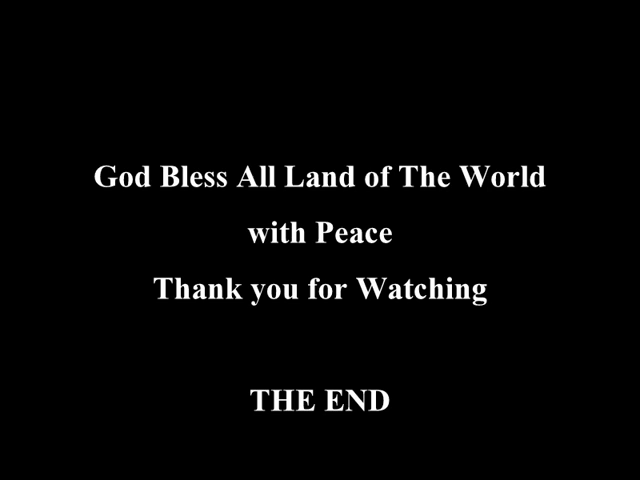 God Bless All Land of The World
with Peace
Thank you for Watching
THE END